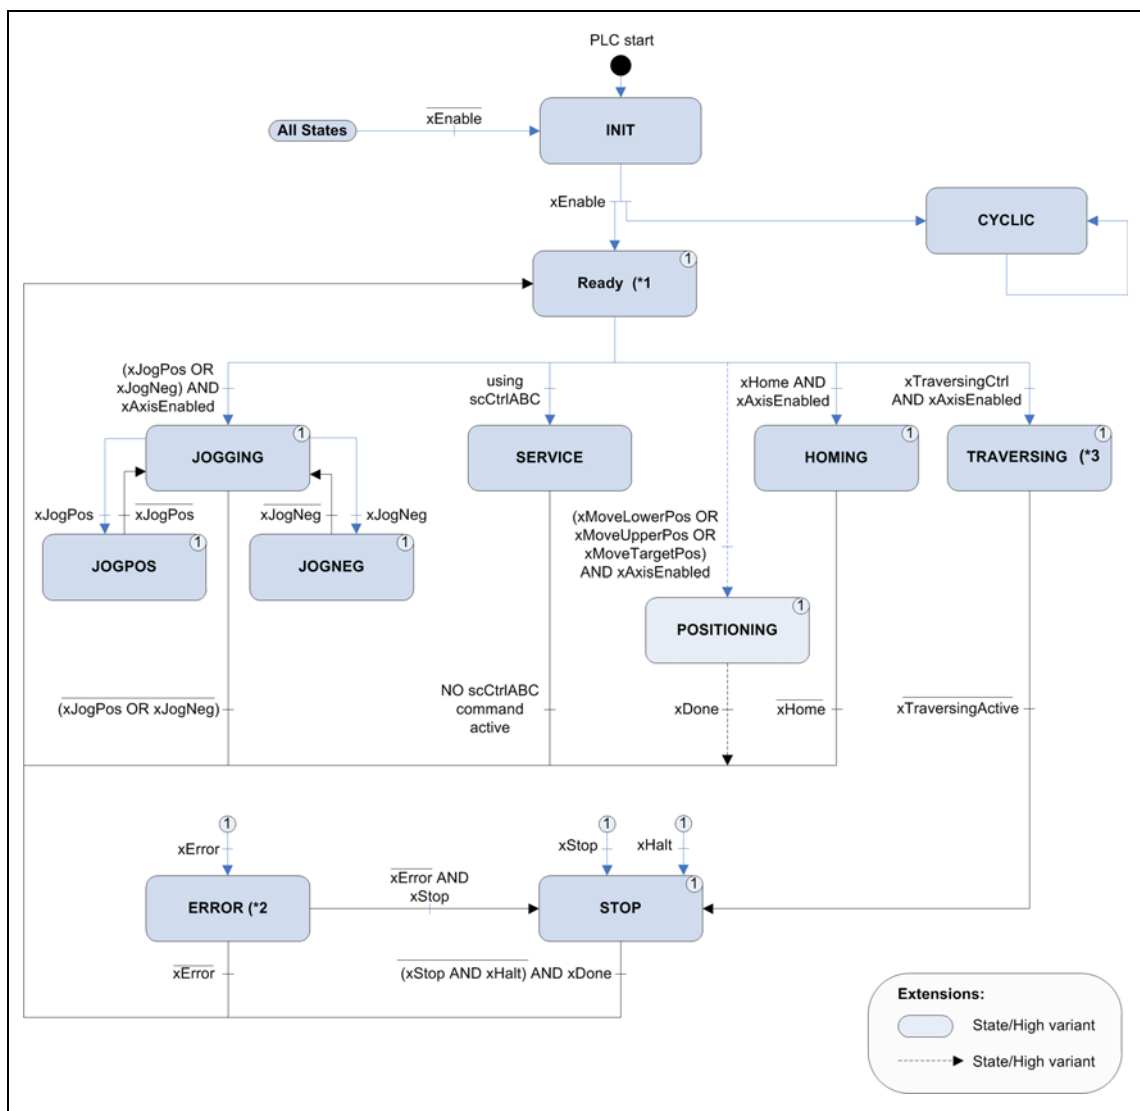 PLC start
INIT
All States
xEnable
xEnable
CYCLIC
1
Ready (*1
(xJogPos OR
xJogNeg) AND
xAxisEnabled
using
scCtrlABC
xHome AND
xAxisEnabled
xTraversingCtrl
AND xAxisEnabled
1
JOGGING
SERVICE
1
HOMING
1
TRAVERSING (*3
xJogPos
xJogPos
xJogNeg
xJogNeg
(xMoveLowerPos OR
xMoveUpperPos OR
xMoveTargetPos)
AND xAxisEnabled
1
JOGPOS
1
JOGNEG
1
POSITIONING
(xJogPos OR xJogNeg)
NO scCtrlABC
command
active
xDone
xHome
xTraversingActive
1
xError
1
xStop
1
xHalt
xError AND
xStop
ERROR (*2
1
STOP
xError
(xStop AND xHalt) AND xDone
Extensions:
State/High variant
State/High variant